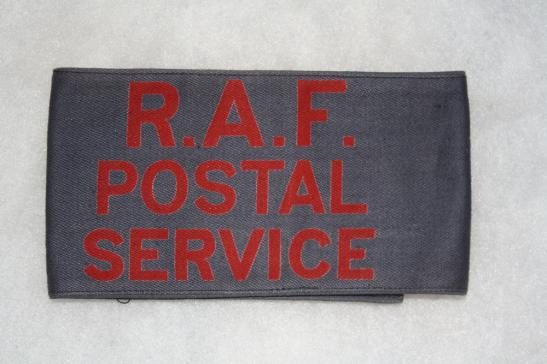 R.A.F.
POSTAL
SERVICE